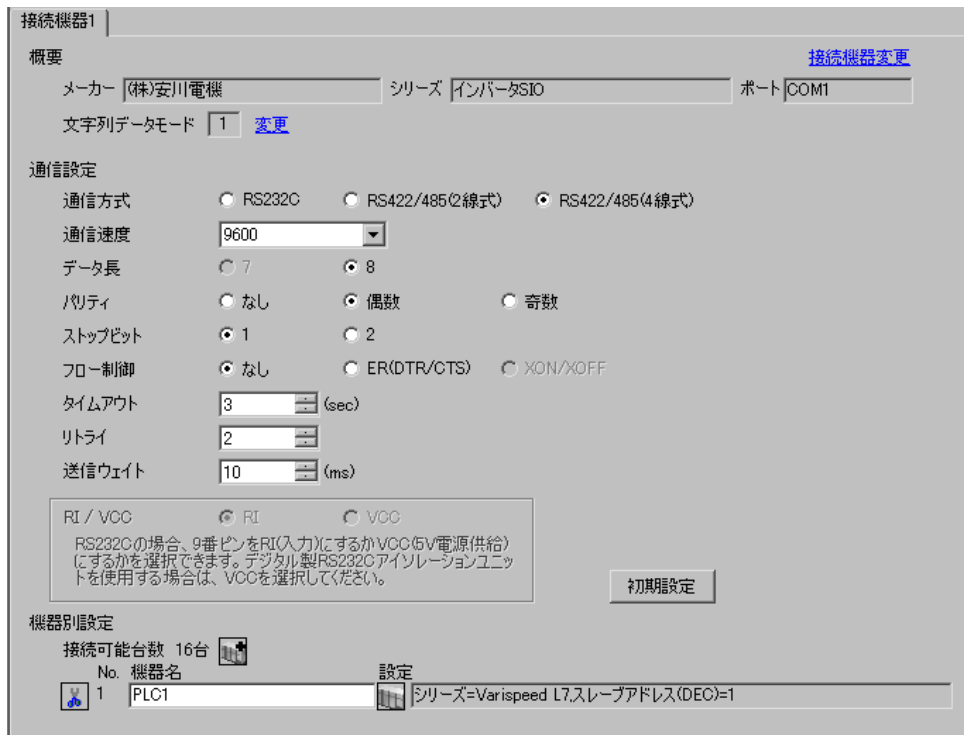 接続機器1
概要 接続機器変更
メーカー (株)安川電機 シリーズ インバータSIO ポート COM1
文字列データモード 1 変更
通信設定
通信方式 RS232C RS422/485(2線式) RS422/485(4線式)
通信速度 9600
データ長 7 8
パリティ なし 偶数 奇数
ストップビット 1 2
フロー制御 なし ER(DTR/CTS) XON/XOFF
タイムアウト 3 (sec)
リトライ 2
送信ウェイト 10 (ms)
RI / VCC RI VCC
RS232Cの場合、9番ピンをRI(入力)にするかVCC(5V電源供給)
にするかを選択できます。デジタル製RS232Cアイソレーションユニッ
トを使用する場合は、VCCを選択してください。
初期設定
機器別設定
接続可能台数 16台
No. 機器名 設定
1 PLC1 シリーズ=Varispeed L7,スレーブアドレス(DEC)=1